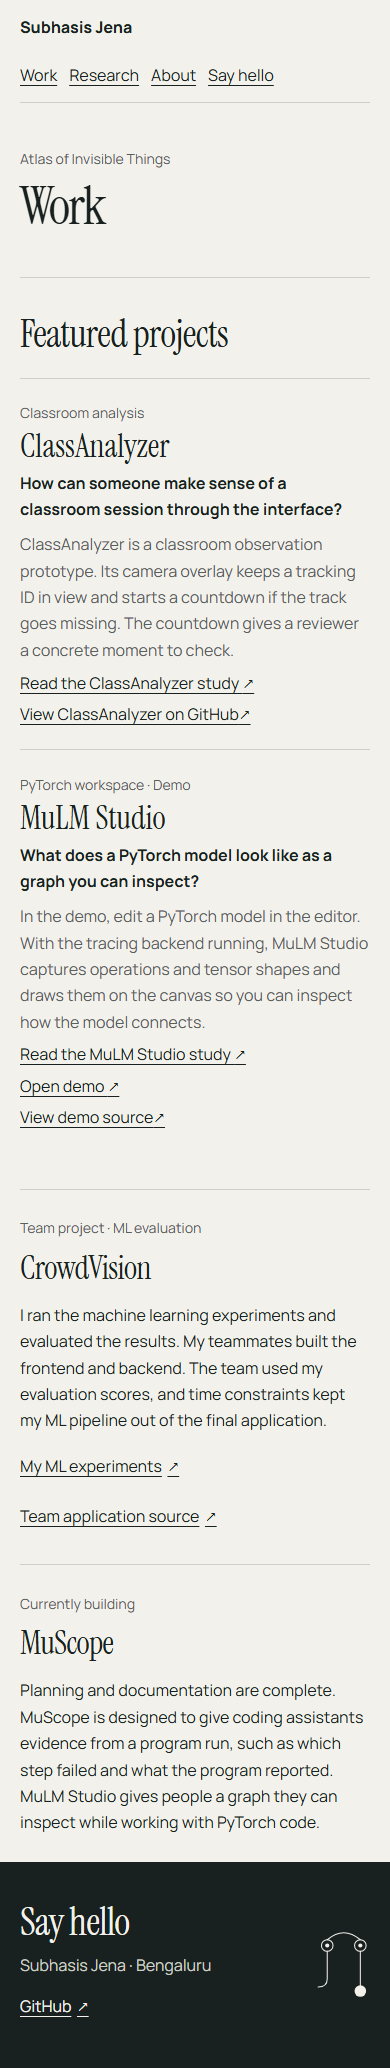 Subhasis Jena
Work Research About Say hello
Atlas of Invisible Things
Work
Featured projects
Classroom analysis
ClassAnalyzer
How can someone make sense of a
classroom session through the interface?
ClassAnalyzer is a classroom observation
prototype. Its camera overlay keeps a tracking
ID in view and starts a countdown if the track
goes missing. The countdown gives a reviewer
a concrete moment to check.
Read the ClassAnalyzer study ↗
View ClassAnalyzer on GitHub↗
PyTorch workspace · Demo
MuLM Studio
What does a PyTorch model look like as a
graph you can inspect?
In the demo, edit a PyTorch model in the editor.
With the tracing backend running, MuLM Studio
captures operations and tensor shapes and
draws them on the canvas so you can inspect
how the model connects.
Read the MuLM Studio study ↗
Open demo ↗
View demo source↗
Team project · ML evaluation
CrowdVision
I ran the machine learning experiments and
evaluated the results. My teammates built the
frontend and backend. The team used my
evaluation scores, and time constraints kept
my ML pipeline out of the final application.
My ML experiments ↗
Team application source ↗
Currently building
MuScope
Planning and documentation are complete.
MuScope is designed to give coding assistants
evidence from a program run, such as which
step failed and what the program reported.
MuLM Studio gives people a graph they can
inspect while working with PyTorch code.
Say hello
Subhasis Jena · Bengaluru
GitHub ↗